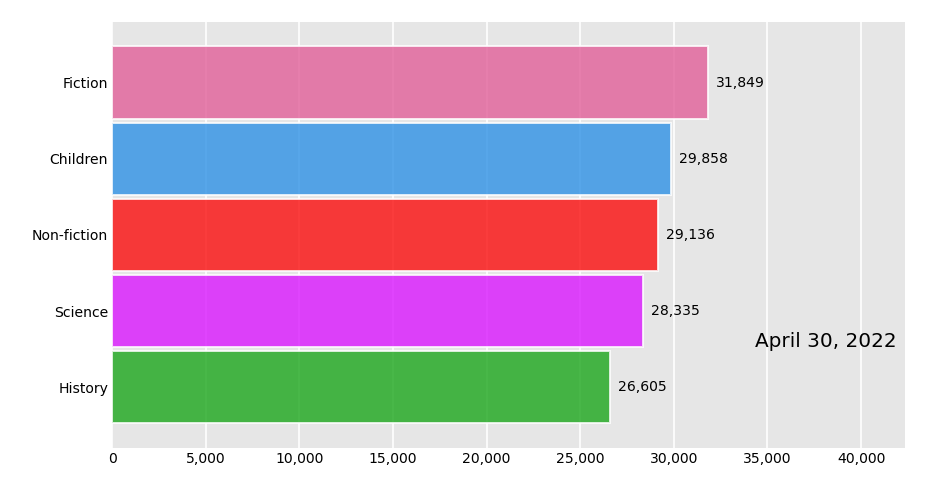 Fiction 31,849
Children 29,858
Non-fiction 29,136
Science 28,335
April 30, 2022
History 26,605
0 5,000 10,000 15,000 20,000 25,000 30,000 35,000 40,000